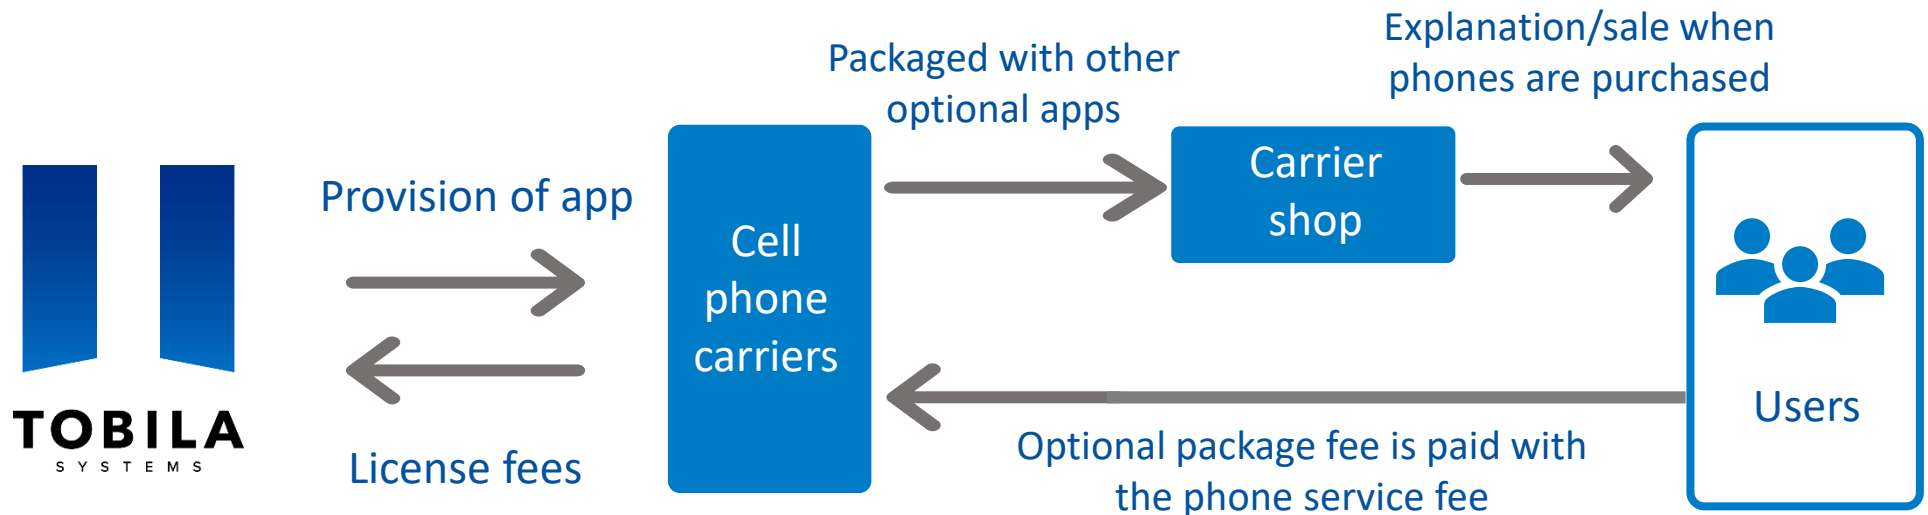 TOBILA
SYSTEMS
Provision of app
License fees
Cell
phone
carriers
Packaged with other
optional apps
Carrier
shop
Explanation/sale when
phones are purchased
Users
Optional package fee is paid with
the phone service fee